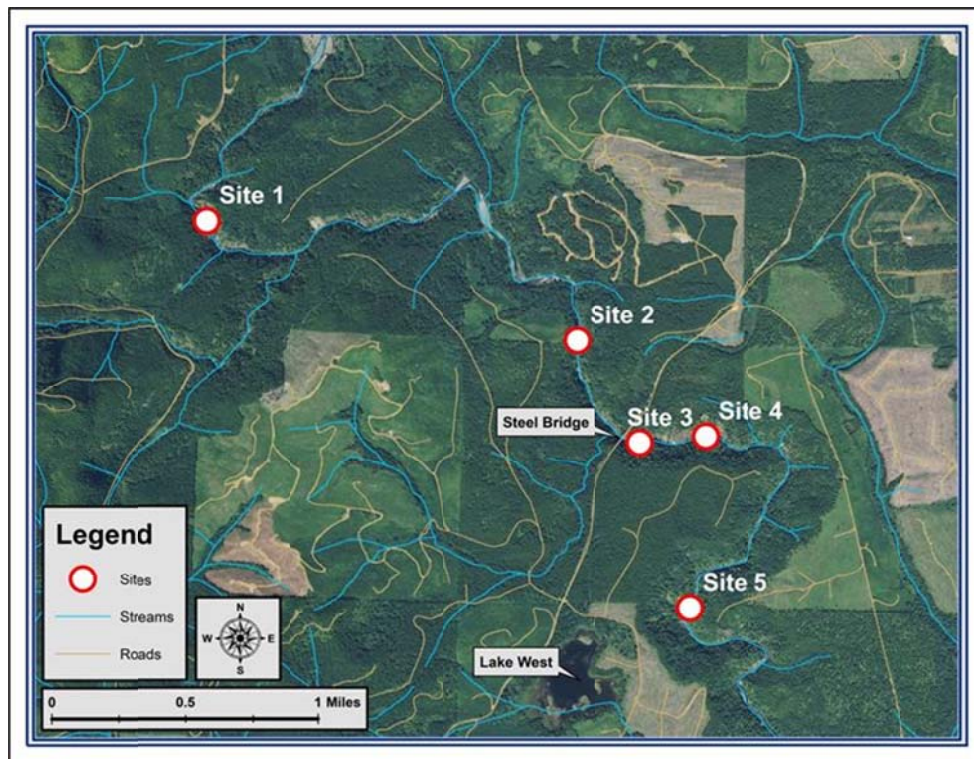 Site 1
Site 2
Steel Bridge
Site 3
Site 4
Site 5
Lake West
Legend
Sites
Streams
Roads
N
W E
S
0 0.5 1 Miles